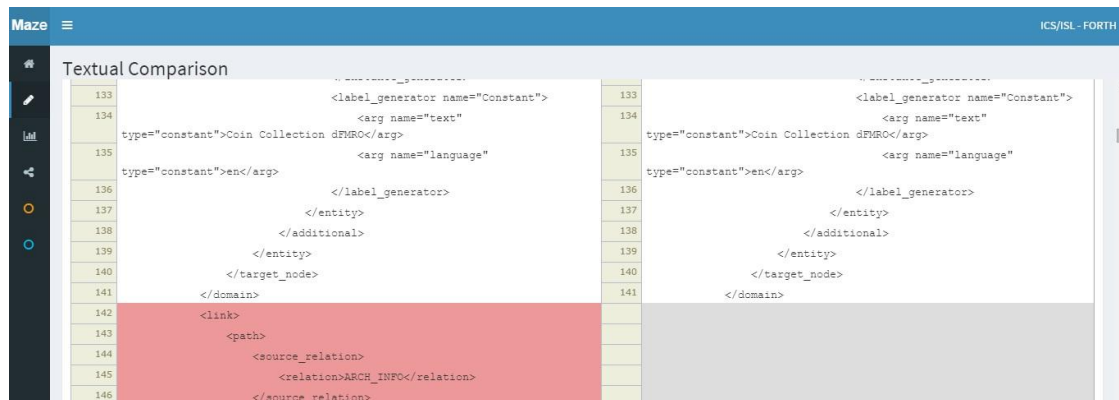 Maze ICS/ISL - FORTH
Textual Comparison
133 <label_generator name="Constant"> 133 <label_generator name="Constant">
134 <arg name="text" 134 <arg name="text"
type="constant">Coin Collection dFMRO</arg> type="constant">Coin Collection dFMRO</arg>
135 <arg name="language" 135 <arg name="language"
type="constant">en</arg> type="constant">en</arg>
136 </label_generator> 136 </label_generator>
137 </entity> 137 </entity>
138 </additional> 138 </additional>
139 </entity> 139 </entity>
140 </target_node> 140 </target_node>
141 </domain> 141 </domain>
142 <link>
143 <path>
144 <source_relation>
145 <relation>ARCH_INFO</relation>
146 </source_relation>